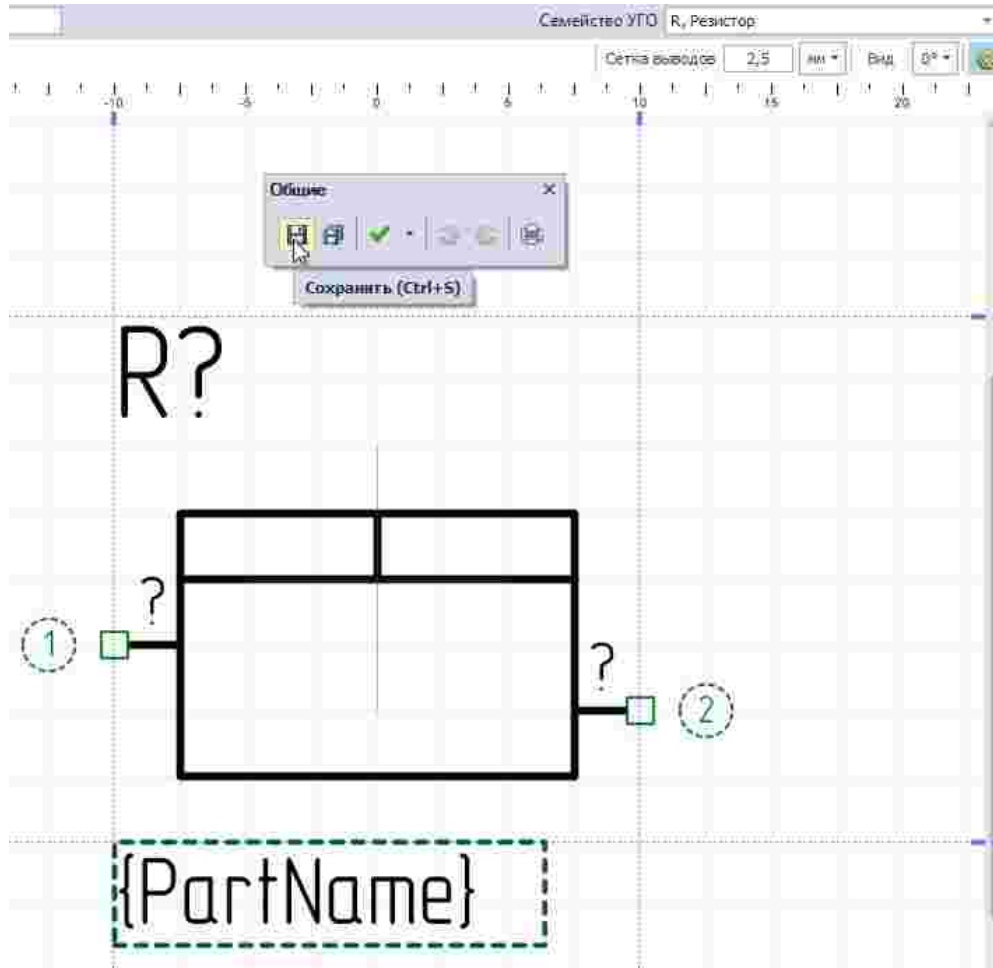 Семейство УГО R, Резистор
Сетка выводов 2,5 мм Вид 0°
-10 -5 0 5 10 15 20
Общие
Сохранить (Ctrl+S)
R?
?
1
?
2
{PartName}